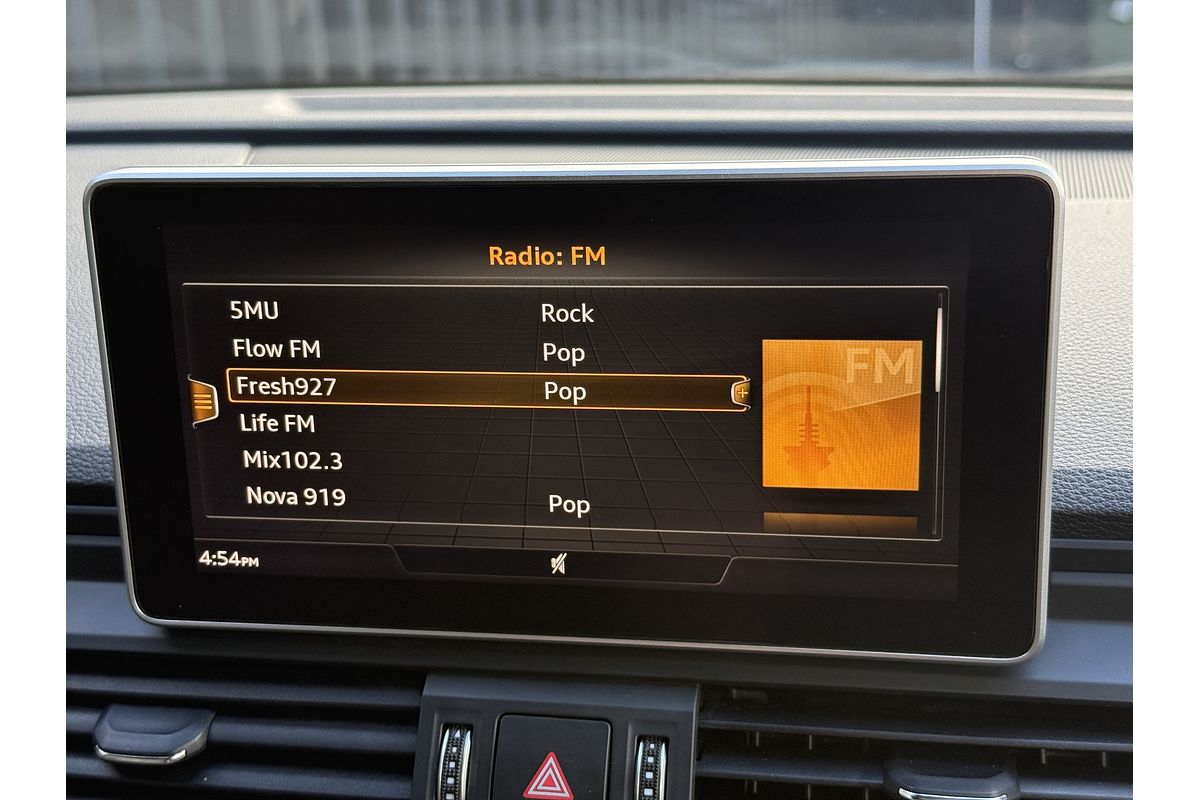 Radio: FM
5MU Rock
Flow FM Pop
Fresh927 Pop
Life FM
Mix102.3
Nova 919 Pop
FM
4:54PM